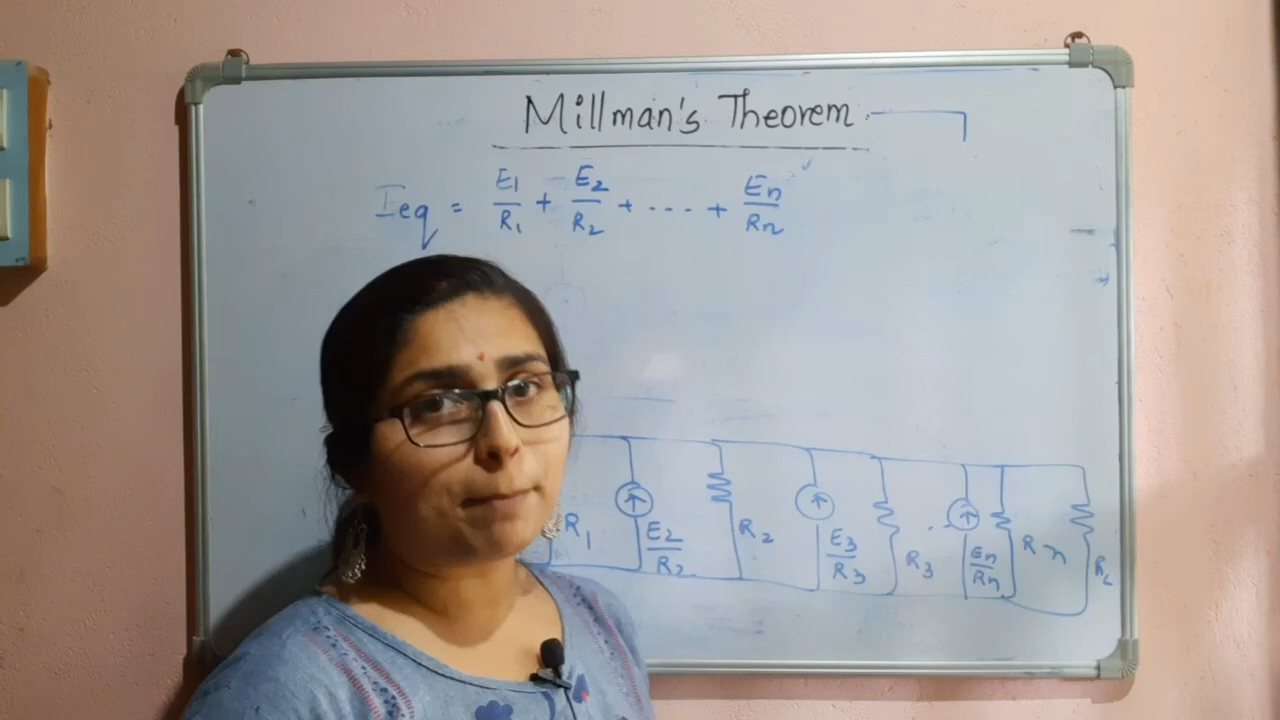 Millman's Theorem
Ieq = E1/R1 + E2/R2 + .... + En/Rn
R1 E2/R2 R2 E3/R3 R3 .. En/Rn Rn RL